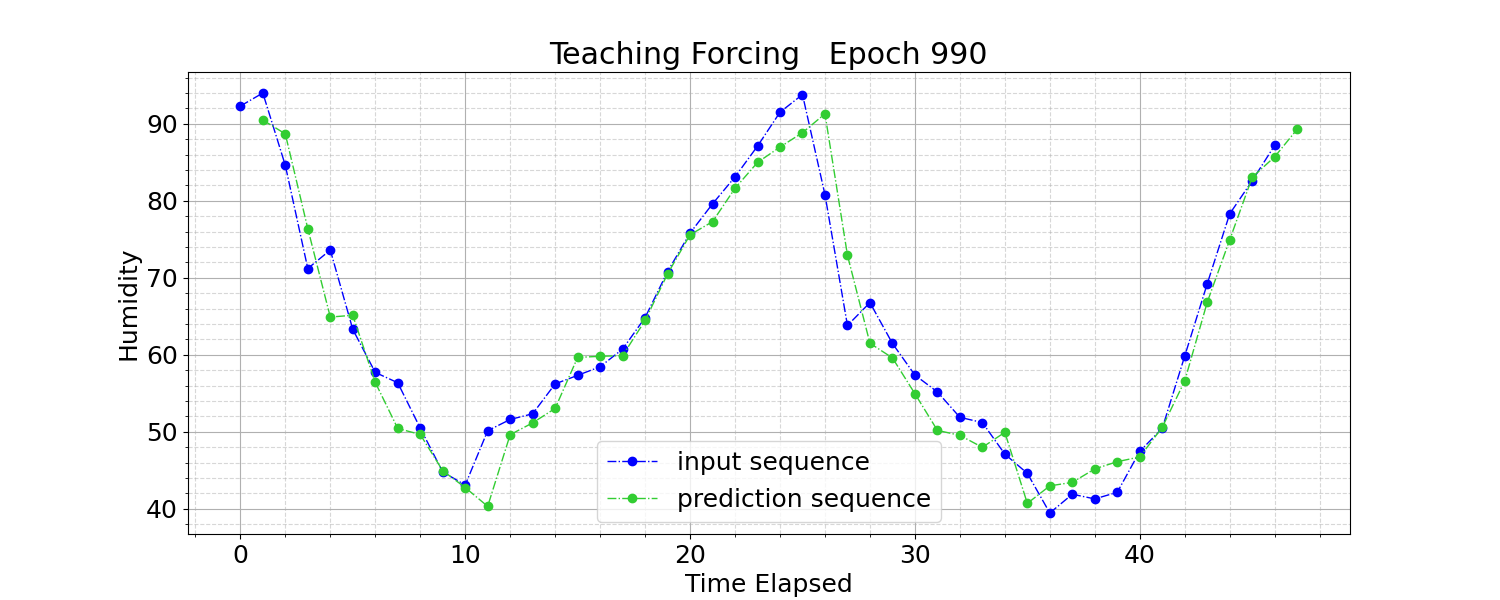 Teaching Forcing   Epoch 990
Humidity
90
80
70
60
50
40
input sequence
prediction sequence
0 10 20 30 40
Time Elapsed